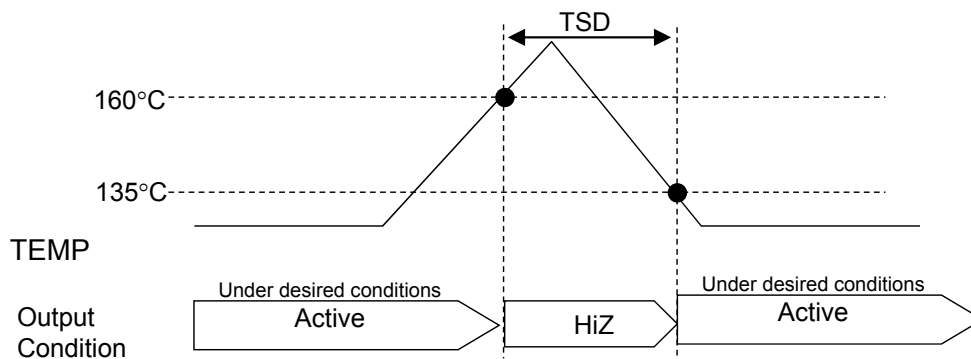 TSD
160°C
135°C
TEMP
Under desired conditions
Active
HiZ
Under desired conditions
Active
Output
Condition